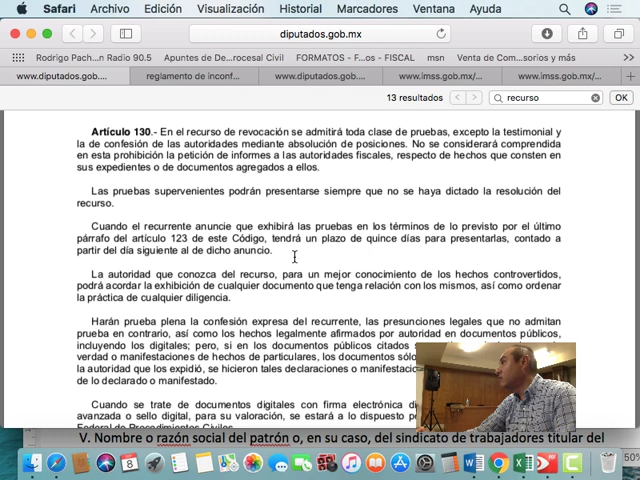 Safari Archivo Edición Visualización Historial Marcadores Ventana Ayuda
diputados.gob.mx
Rodrigo Pach...n Radio 90.5 Apuntes de De...rocesal Civil FORMATOS - F...os - FISCAL msn Venta de Com...sorios y más
www.diputados.gob.... reglamento de inconf... www.diputados.gob.... www.imss.gob.mx/... www.imss.gob.mx/...
13 resultados recurso OK
Artículo 130.- En el recurso de revocación se admitirá toda clase de pruebas, excepto la testimonial y
la de confesión de las autoridades mediante absolución de posiciones. No se considerará comprendida
en esta prohibición la petición de informes a las autoridades fiscales, respecto de hechos que consten en
sus expedientes o de documentos agregados a ellos.
Las pruebas supervenientes podrán presentarse siempre que no se haya dictado la resolución del
recurso.
Cuando el recurrente anuncie que exhibirá las pruebas en los términos de lo previsto por el último
párrafo del artículo 123 de este Código, tendrá un plazo de quince días para presentarlas, contado a
partir del día siguiente al de dicho anuncio.
La autoridad que conozca del recurso, para un mejor conocimiento de los hechos controvertidos,
podrá acordar la exhibición de cualquier documento que tenga relación con los mismos, así como ordenar
la práctica de cualquier diligencia.
Harán prueba plena la confesión expresa del recurrente, las presunciones legales que no admitan
prueba en contrario, así como los hechos legalmente afirmados por autoridad en documentos públicos,
incluyendo los digitales; pero, si en los documentos públicos citados
verdad o manifestaciones de hechos de particulares, los documentos sólo
la autoridad que los expidió, se hicieron tales declaraciones o
de lo declarado o manifestado.
Cuando se trate de documentos digitales con firma electrónica
avanzada o sello digital, para su valoración, se estará a lo dispuesto
Federal de Procedimientos Civiles.
V. Nombre o razón social del patrón o, en su caso, del sindicato de trabajadores titular del
50%
8